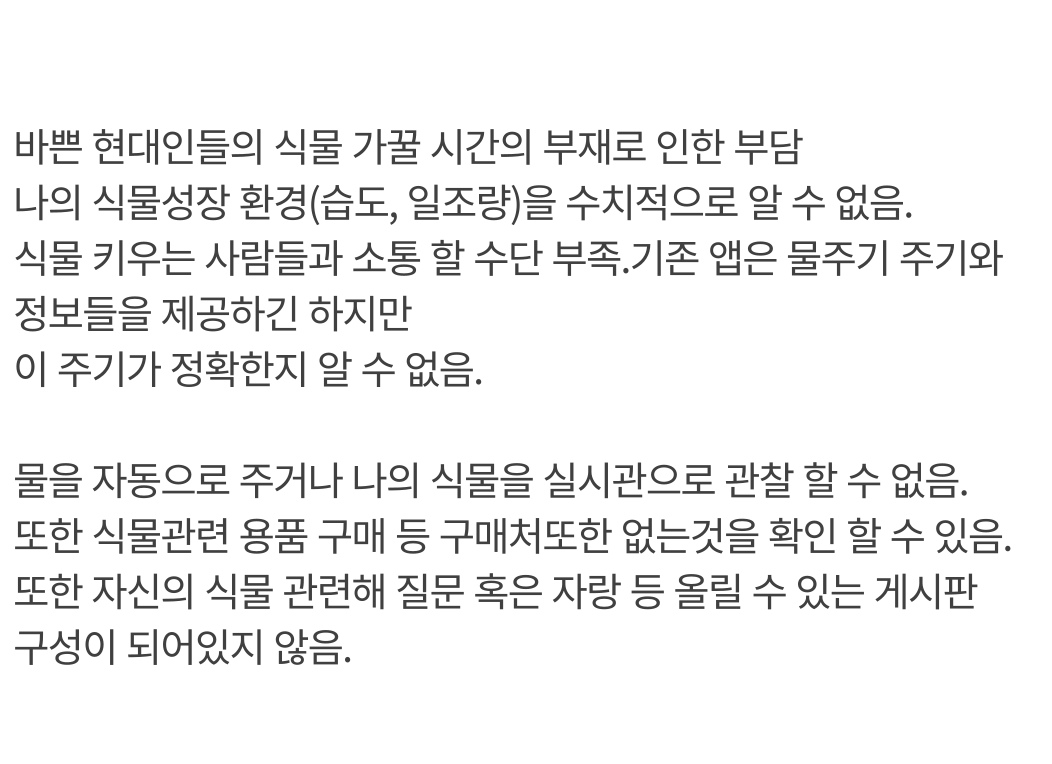 바쁜 현대인들의 식물 가꿀 시간의 부재로 인한 부담
나의 식물성장 환경(습도, 일조량)을 수치적으로 알 수 없음.
식물 키우는 사람들과 소통 할 수단 부족.기존 앱은 물주기 주기와
정보들을 제공하긴 하지만
이 주기가 정확한지 알 수 없음.
물을 자동으로 주거나 나의 식물을 실시관으로 관찰 할 수 없음.
또한 식물관련 용품 구매 등 구매처또한 없는것을 확인 할 수 있음.
또한 자신의 식물 관련해 질문 혹은 자랑 등 올릴 수 있는 게시판
구성이 되어있지 않음.